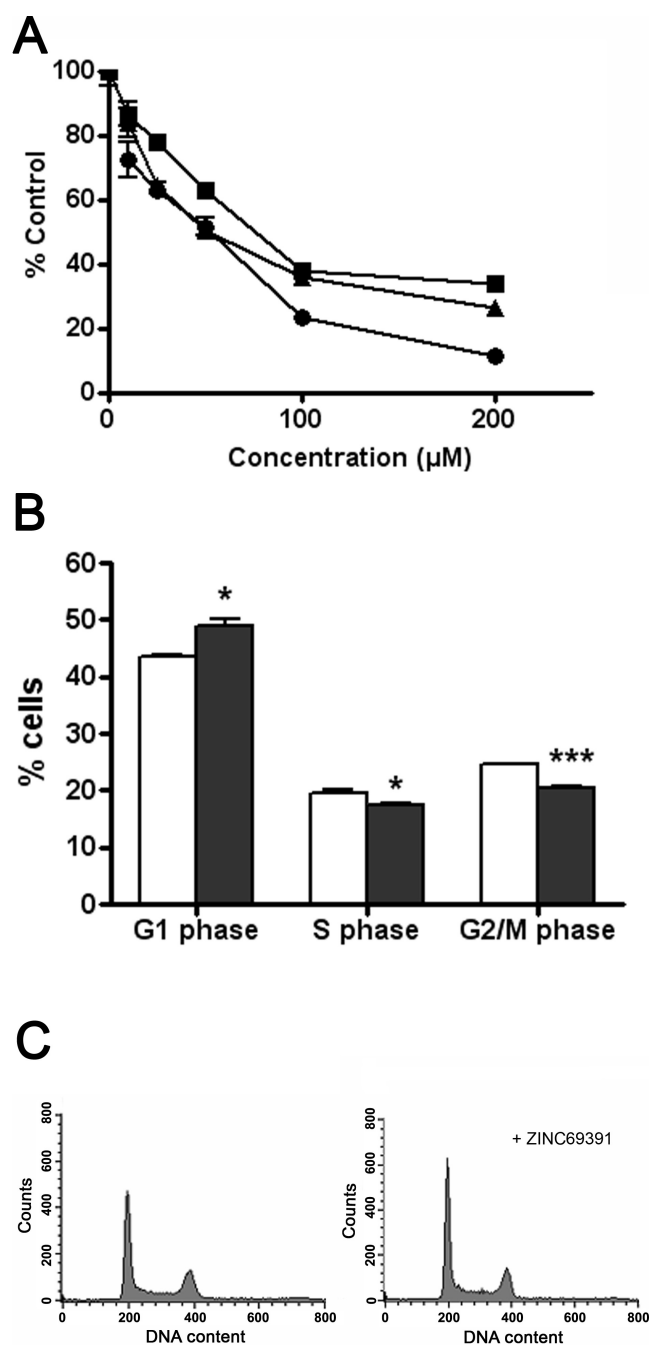 A
100
80
60
40
20
0
% Control
0 100 200
Concentration (µM)
B
60
50
40
30
20
10
0
% cells
*
*
***
G1 phase S phase G2/M phase
C
800
600
400
200
0
Counts
0 200 400 600 800
DNA content
+ ZINC69391
800
600
400
200
0
Counts
0 200 400 600 800
DNA content